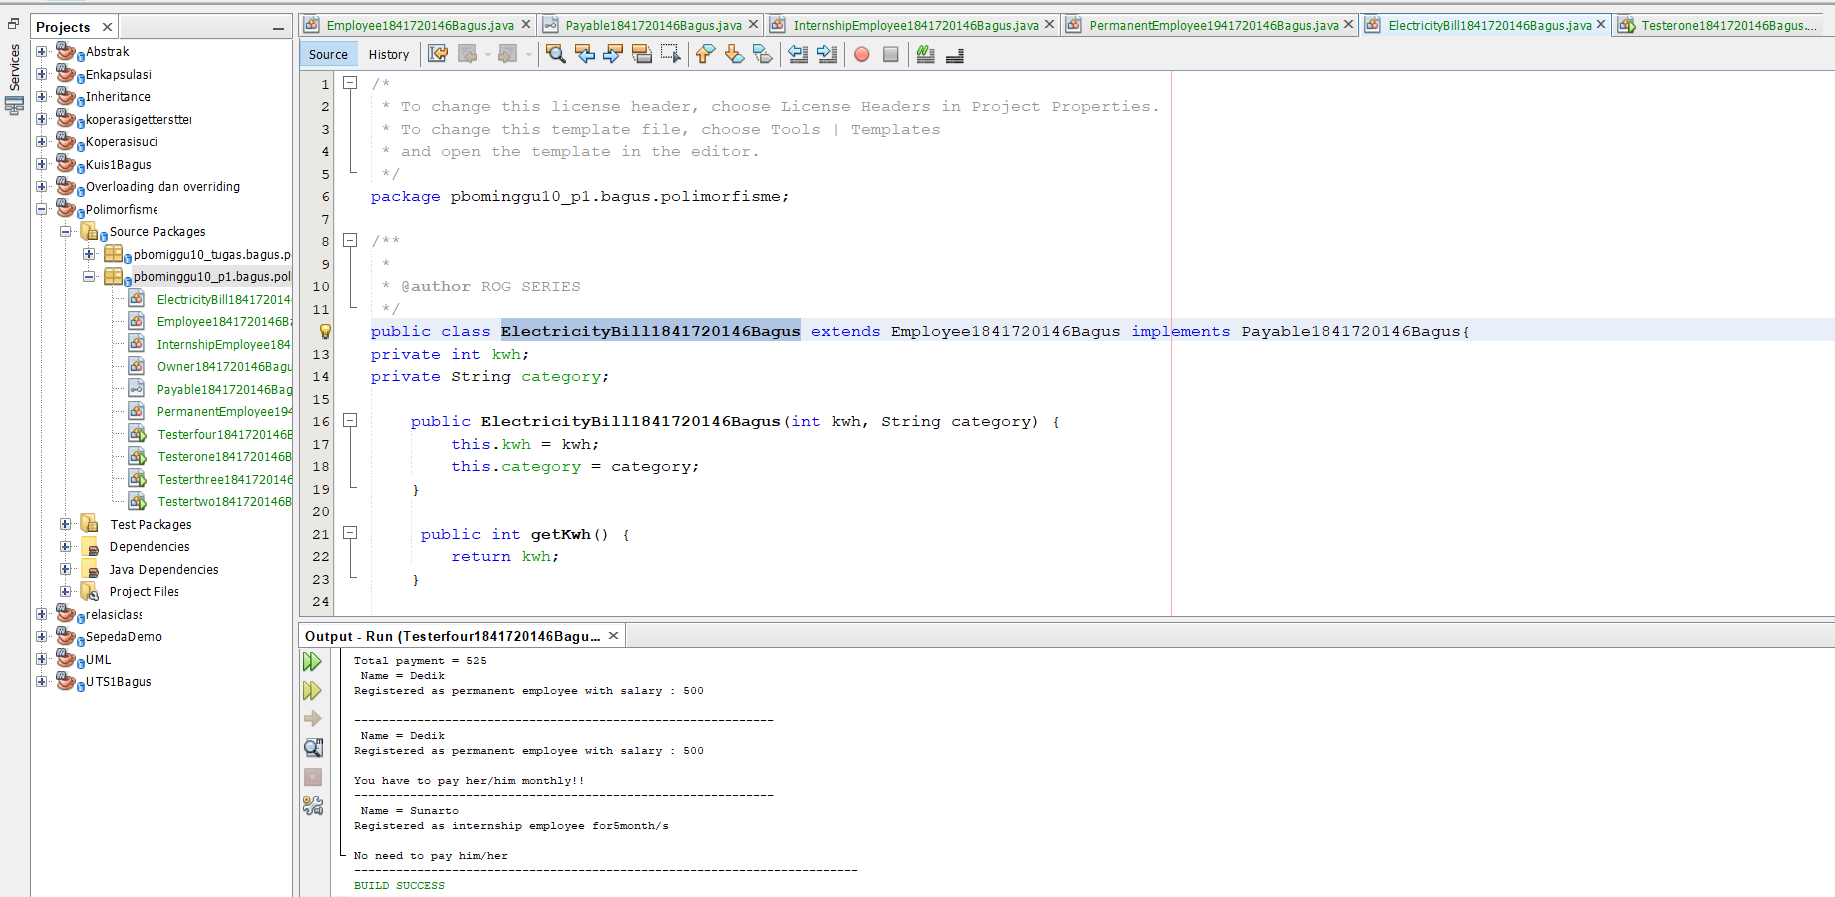 Services
Projects
Abstrak
Enkapsulasi
Inheritance
koperasigetterstter
Koperasisuci
Kuis1Bagus
Overloading dan overriding
Polimorfisme
Source Packages
pbomiggu10_tugas.bagus.p
pbominggu10_p1.bagus.poli
ElectricityBill184172014
Employee1841720146Ba
InternshipEmployee184
Owner1841720146Bagu
Payable1841720146Bag
PermanentEmployee194
Testerfour1841720146B
Testerone1841720146B
Testerthree1841720146
Testertwo1841720146B
Test Packages
Dependencies
Java Dependencies
Project Files
relasiclass
SepedaDemo
UML
UTS1Bagus
Employee1841720146Bagus.java Payable1841720146Bagus.java InternshipEmployee1841720146Bagus.java PermanentEmployee1941720146Bagus.java ElectricityBill1841720146Bagus.java Testerone1841720146Bagus....
Source History
1 /*
2 * To change this license header, choose License Headers in Project Properties.
3 * To change this template file, choose Tools | Templates
4 * and open the template in the editor.
5 */
6 package pbominggu10_p1.bagus.polimorfisme;
7
8 /**
9 *
10 * @author ROG SERIES
11 */
public class ElectricityBill1841720146Bagus extends Employee1841720146Bagus implements Payable1841720146Bagus{
13 private int kwh;
14 private String category;
15
16 public ElectricityBill1841720146Bagus(int kwh, String category) {
17 this.kwh = kwh;
18 this.category = category;
19 }
20
21 public int getKwh() {
22 return kwh;
23 }
24
Output - Run (Testerfour1841720146Bagu...
Total payment = 525
Name = Dedik
Registered as permanent employee with salary : 500
------------------------------------------------------------
Name = Dedik
Registered as permanent employee with salary : 500
You have to pay her/him monthly!!
------------------------------------------------------------
Name = Sunarto
Registered as internship employee for5month/s
No need to pay him/her
------------------------------------------------------------------------
BUILD SUCCESS